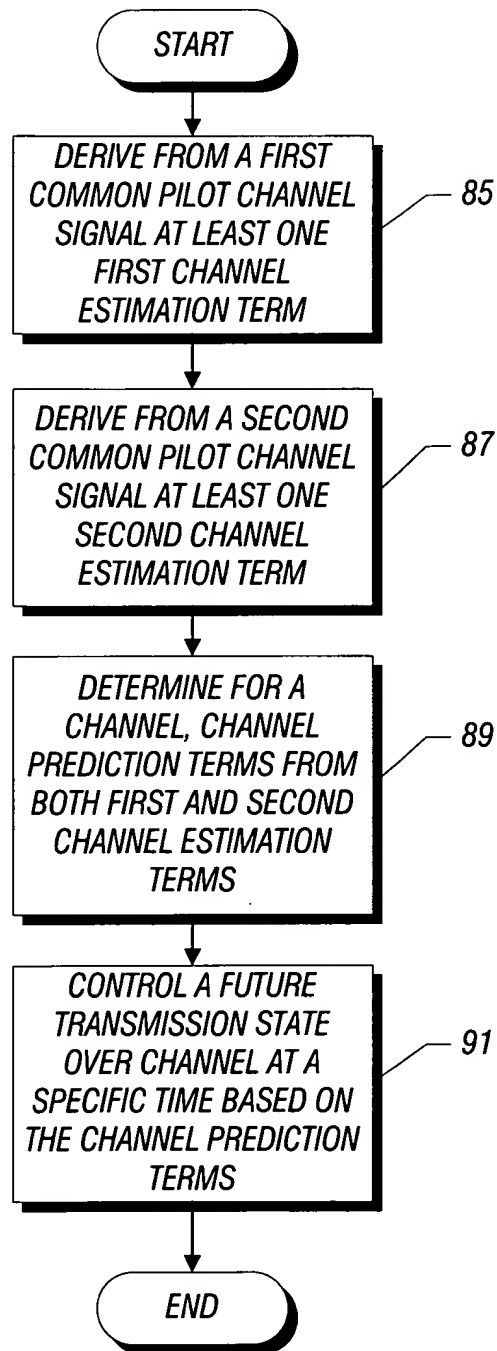 START
DERIVE FROM A FIRST
COMMON PILOT CHANNEL
SIGNAL AT LEAST ONE
FIRST CHANNEL
ESTIMATION TERM
85
DERIVE FROM A SECOND
COMMON PILOT CHANNEL
SIGNAL AT LEAST ONE
SECOND CHANNEL
ESTIMATION TERM
87
DETERMINE FOR A
CHANNEL, CHANNEL
PREDICTION TERMS FROM
BOTH FIRST AND SECOND
CHANNEL ESTIMATION
TERMS
89
CONTROL A FUTURE
TRANSMISSION STATE
OVER CHANNEL AT A
SPECIFIC TIME BASED ON
THE CHANNEL PREDICTION
TERMS
91
END